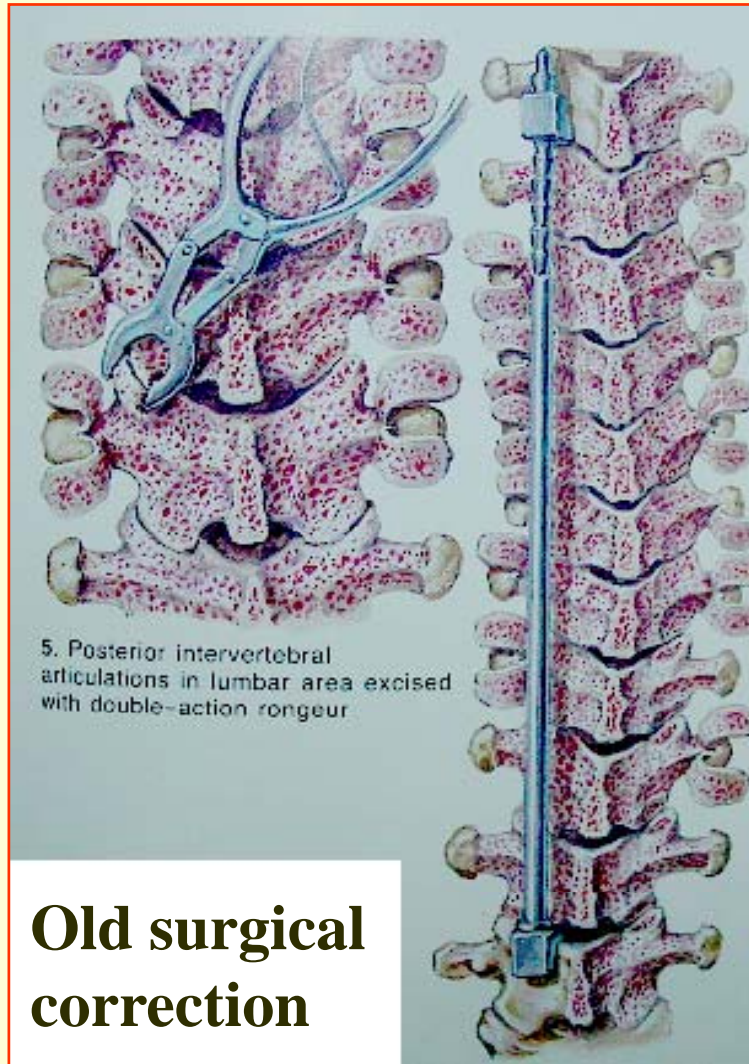 5. Posterior intervertebral
articulations in lumbar area excised
with double-action rongeur
Old surgical
correction